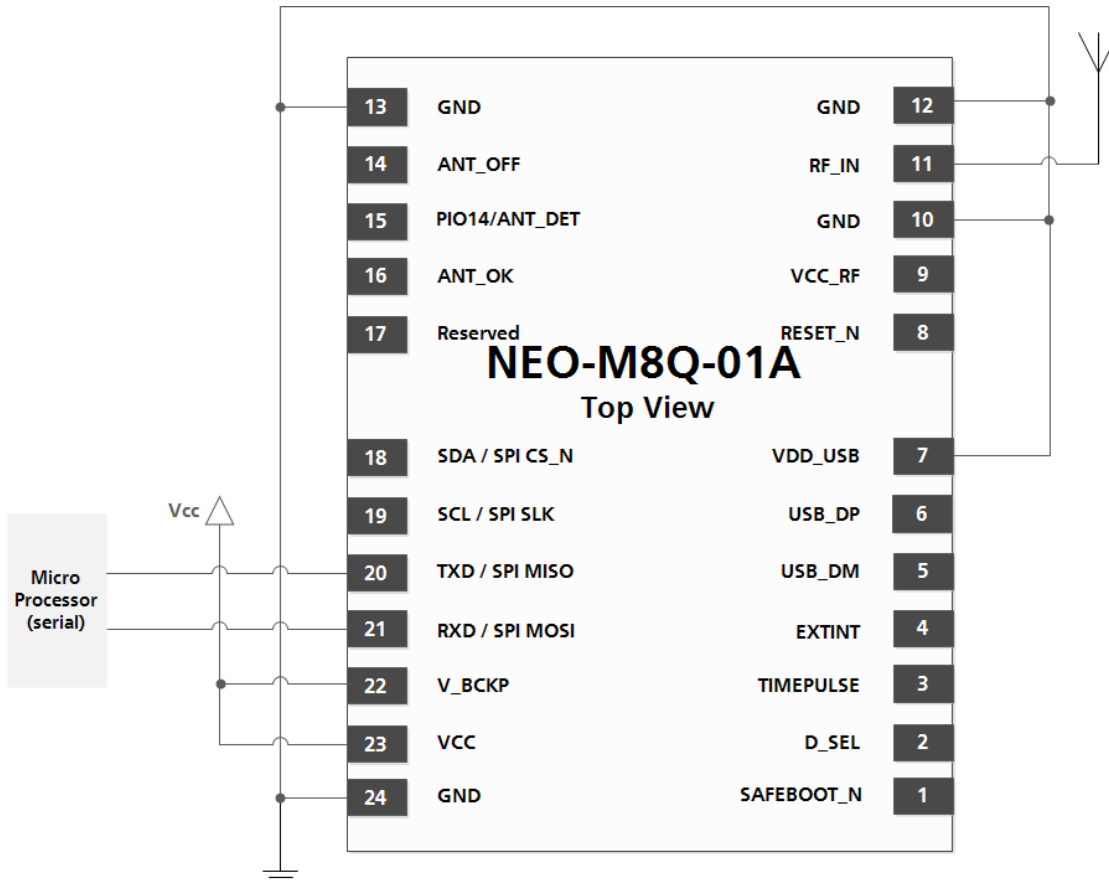 13 GND GND 12
14 ANT_OFF RF_IN 11
15 PIO14/ANT_DET GND 10
16 ANT_OK VCC_RF 9
17 Reserved RESET_N 8
NEO-M8Q-01A
Top View
18 SDA / SPI CS_N VDD_USB 7
Vcc
19 SCL / SPI SLK USB_DP 6
20 TXD / SPI MISO USB_DM 5
Micro
Processor
(serial)
21 RXD / SPI MOSI EXTINT 4
22 V_BCKP TIMEPULSE 3
23 VCC D_SEL 2
24 GND SAFEBOOT_N 1